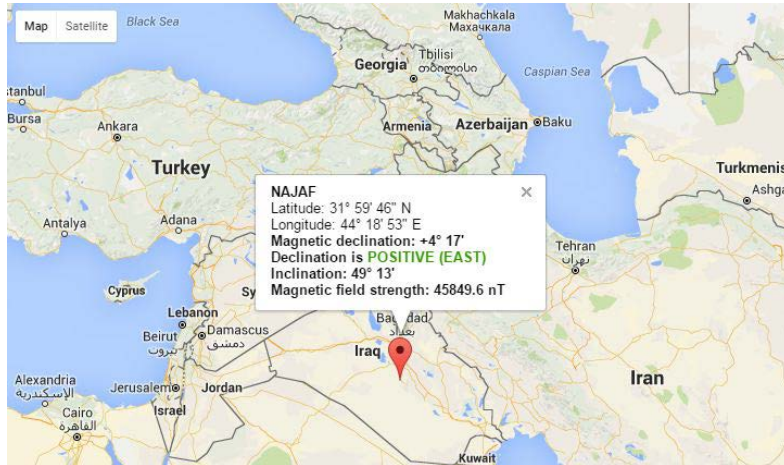 Map
Satellite
Black Sea
Makhachkala
Махачкала
Georgia
Tbilisi
თბილისი
Caspian Sea
stanbul
Bursa
Ankara
Armenia
Azerbaijan
Baku
Turkey
Turkmenis
Ashga
Antalya
Adana
NAJAF
Latitude: 31° 59' 46" N
Longitude: 44° 18' 53" E
Magnetic declination: +4° 17'
Declination is POSITIVE (EAST)
Inclination: 49° 13'
Magnetic field strength: 45849.6 nT
Tehran
تهران
Cyprus
Sy
Lebanon
Beirut
بيروت
Damascus
دمشق
Baghdad
بغداد
Iraq
Iran
Alexandria
الإسكندرية
Jerusalem
Jordan
Israel
Cairo
القاهرة
Kuwait